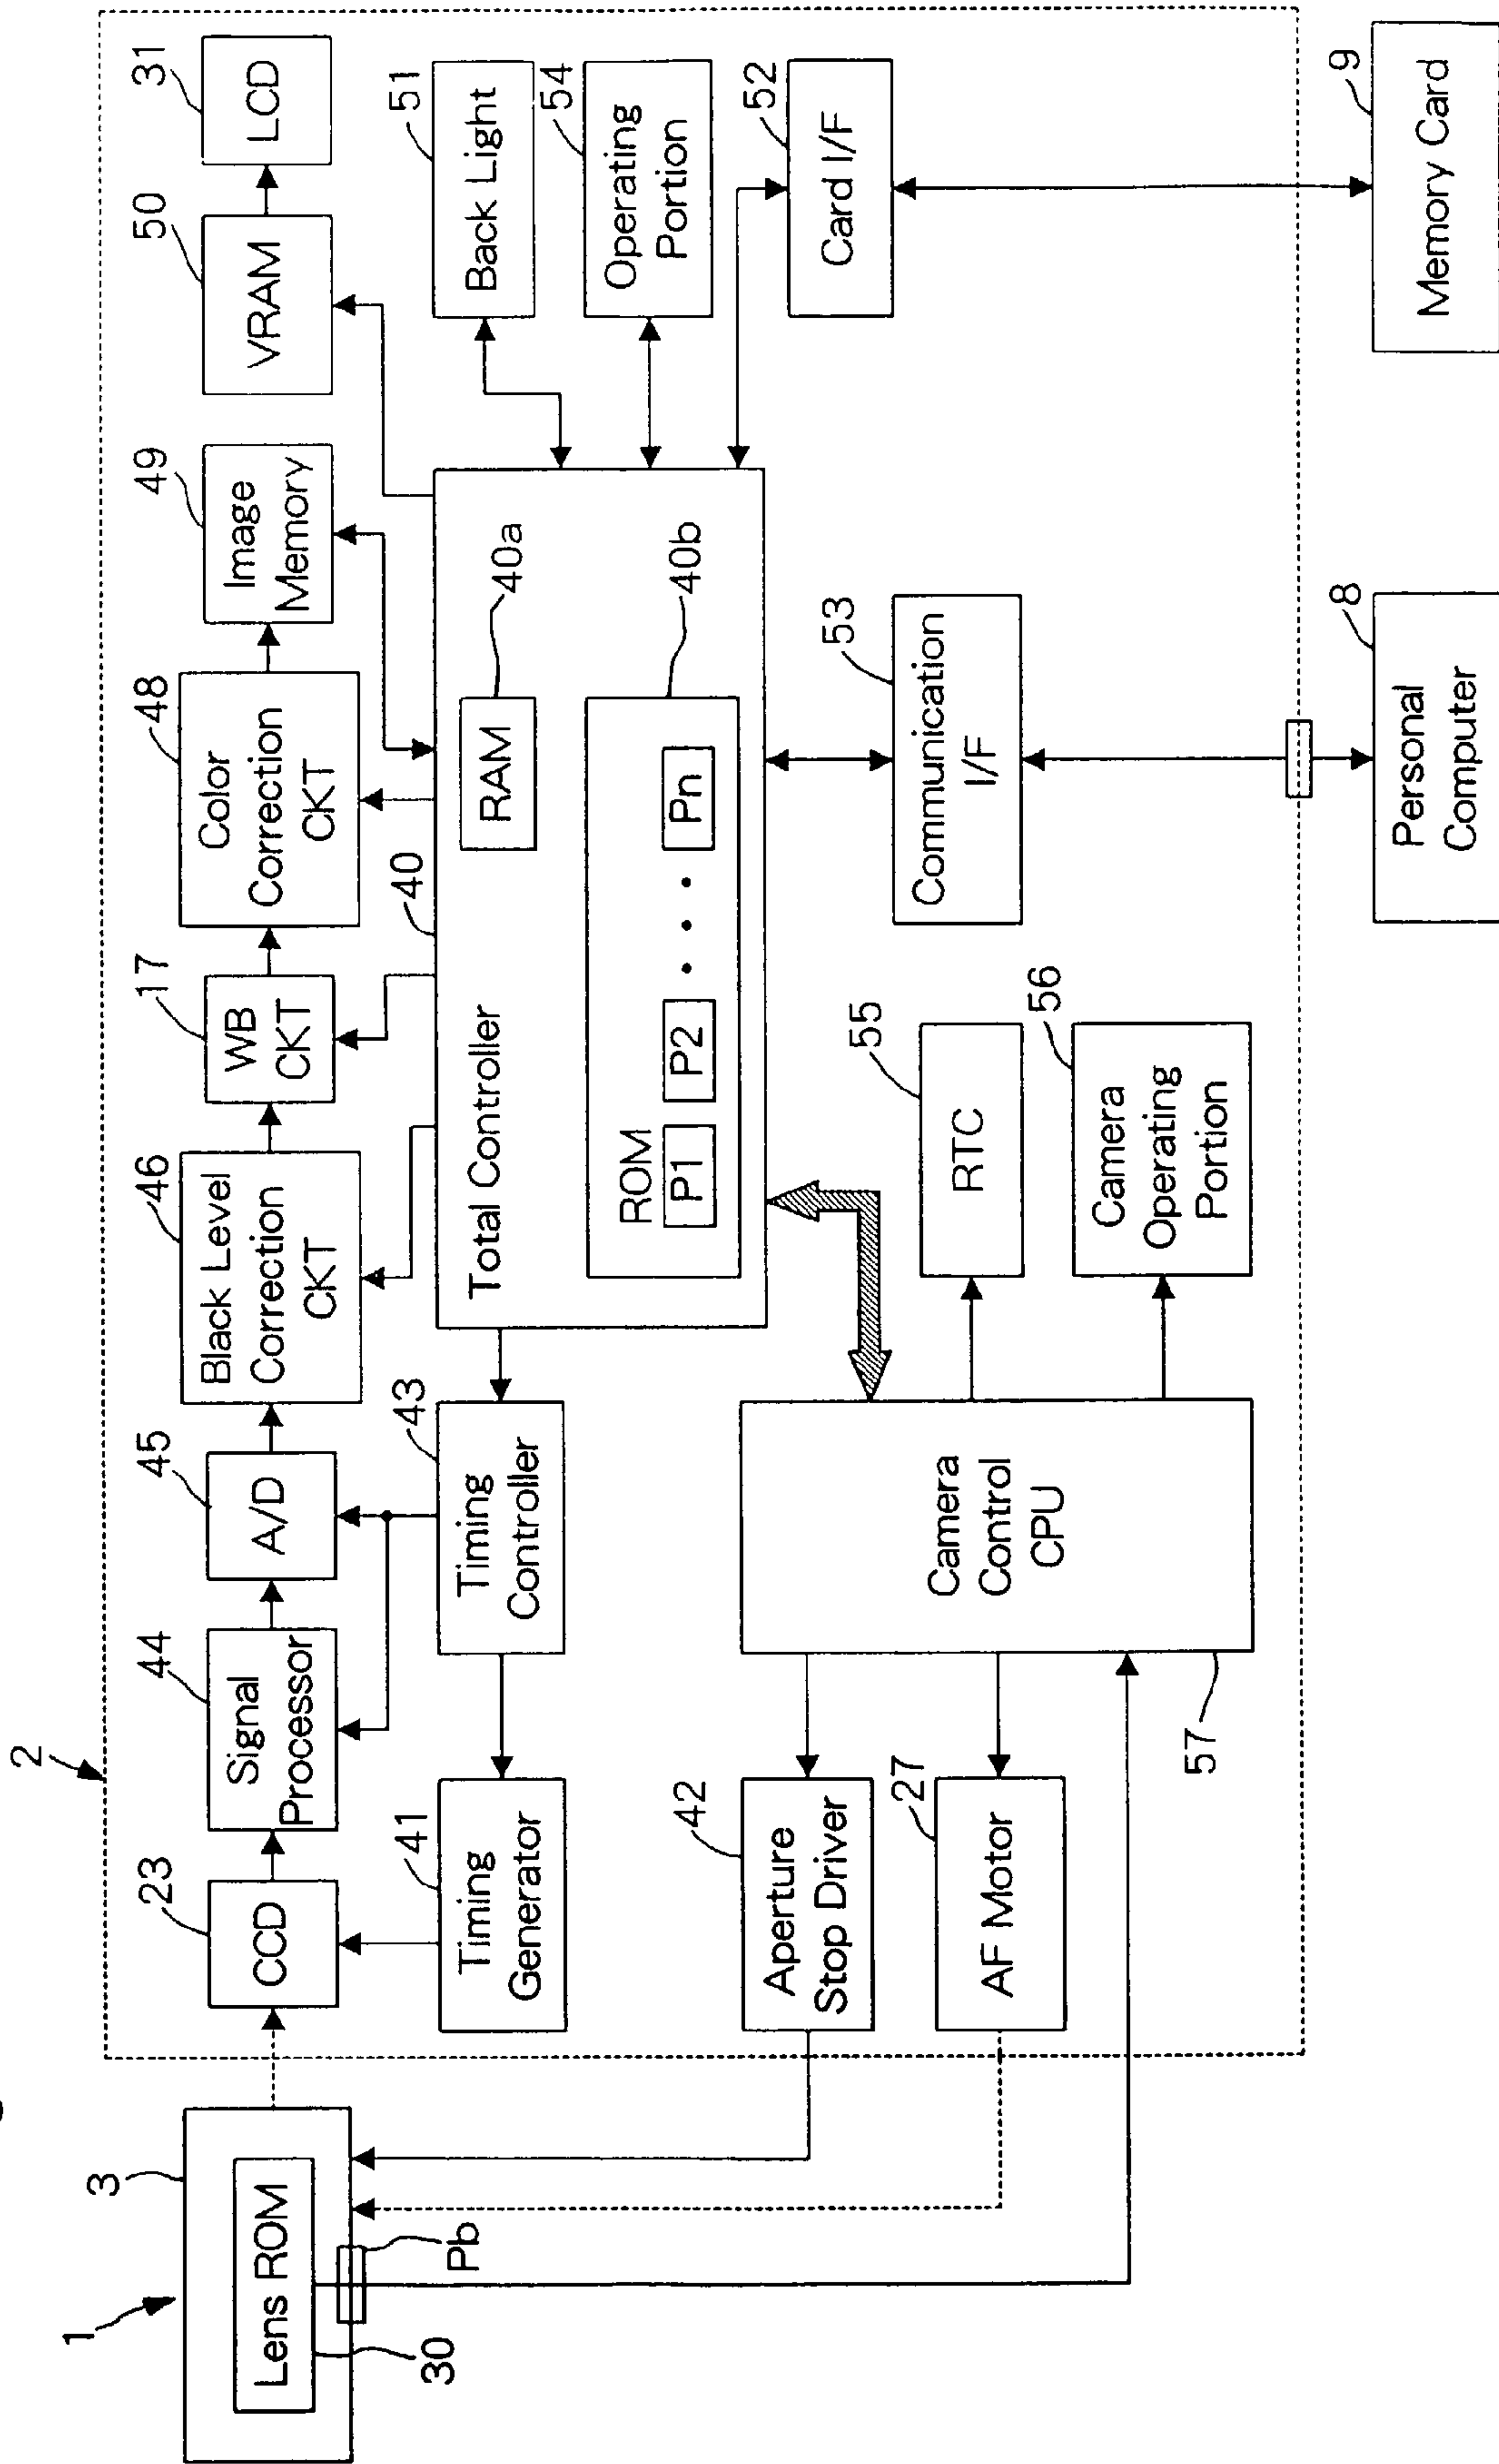 1
3
Lens ROM
30
Pb
2
23
CCD
44
Signal
Processor
45
A/D
46
Black Level
Correction
CKT
17
WB
CKT
48
Color
Correction
CKT
49
Image
Memory
50
VRAM
31
LCD
41
Timing
Generator
43
Timing
Controller
40
Total Controller
RAM
40a
ROM
P1
P2
• • •
Pn
40b
51
Back Light
54
Operating
Portion
52
Card I/F
42
Aperture
Stop Driver
27
AF Motor
Camera
Control
CPU
57
55
RTC
56
Camera
Operating
Portion
53
Communication
I/F
8
Personal
Computer
9
Memory Card